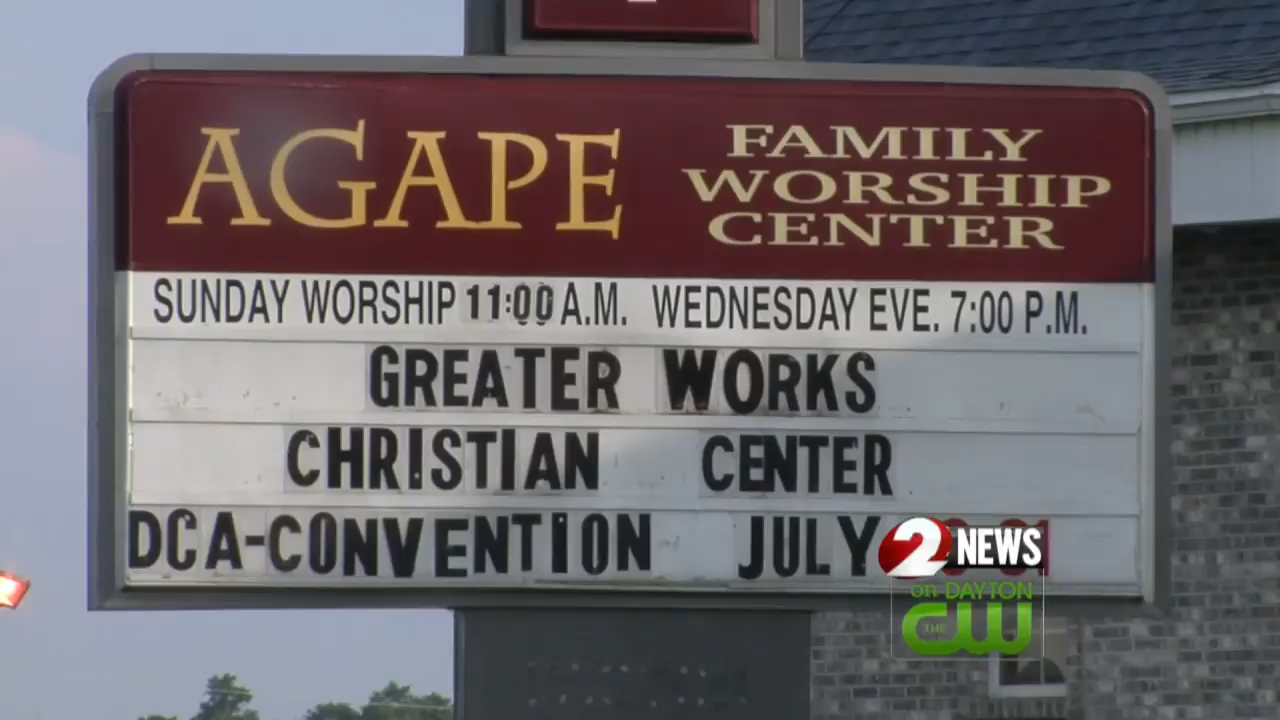 AGAPE
FAMILY
WORSHIP
CENTER
SUNDAY WORSHIP 11:00 A.M. WEDNESDAY EVE. 7:00 P.M.
GREATER WORKS
CHRISTIAN CENTER
DCA-CONVENTION JULY
2 NEWS
on DAYTON
THE CW